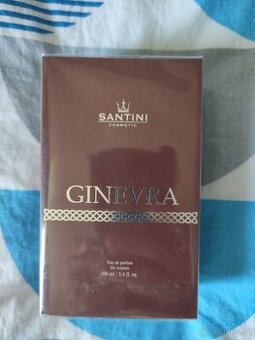 SANTINI
COSMETIC
GINEVRA
Eau de parfum
for women
100 ml / 3.4 fl. oz